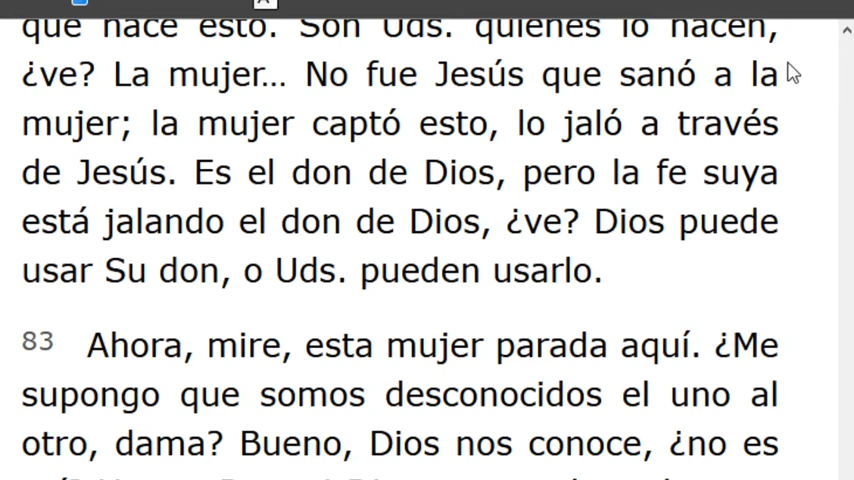 que hace esto. Son Uds. quienes lo hacen,
¿ve? La mujer… No fue Jesús que sanó a la
mujer; la mujer captó esto, lo jaló a través
de Jesús. Es el don de Dios, pero la fe suya
está jalando el don de Dios, ¿ve? Dios puede
usar Su don, o Uds. pueden usarlo.
83 Ahora, mire, esta mujer parada aquí. ¿Me
supongo que somos desconocidos el uno al
otro, dama? Bueno, Dios nos conoce, ¿no es